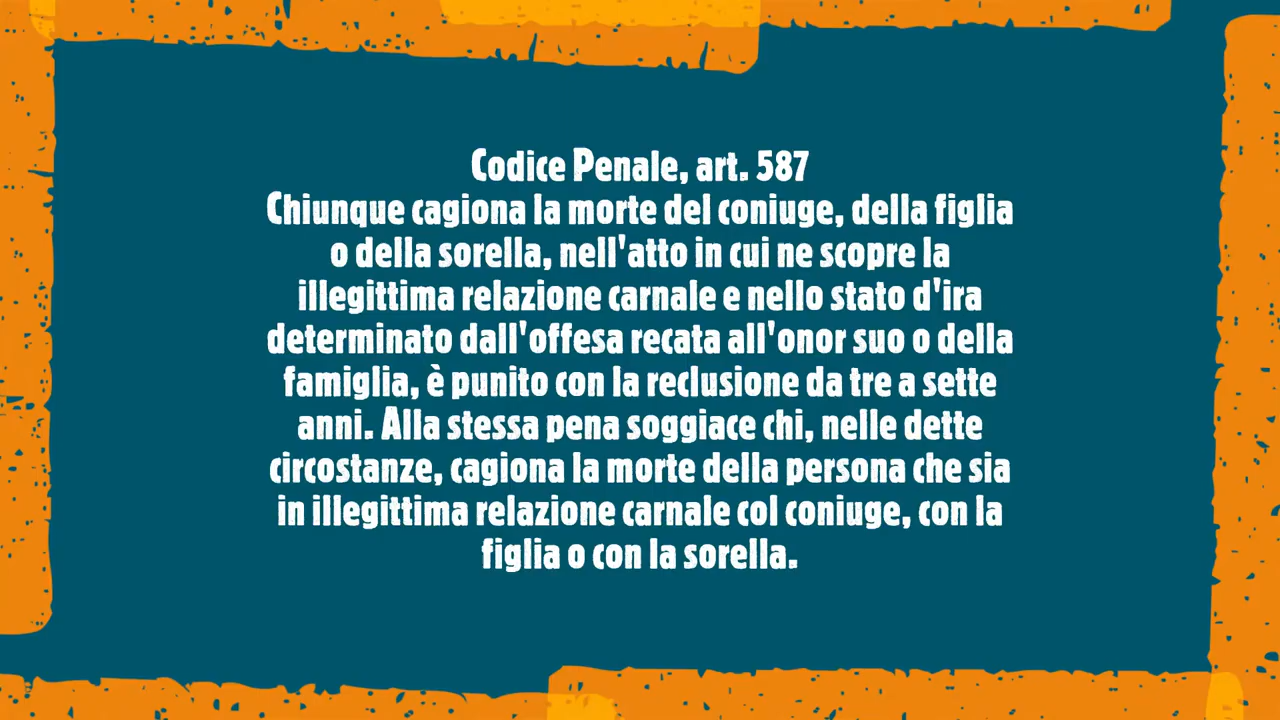 Codice Penale, art. 587
Chiunque cagiona la morte del coniuge, della figlia
o della sorella, nell'atto in cui ne scopre la
illegittima relazione carnale e nello stato d'ira
determinato dall'offesa recata all'onor suo o della
famiglia, è punito con la reclusione da tre a sette
anni. Alla stessa pena soggiace chi, nelle dette
circostanze, cagiona la morte della persona che sia
in illegittima relazione carnale col coniuge, con la
figlia o con la sorella.